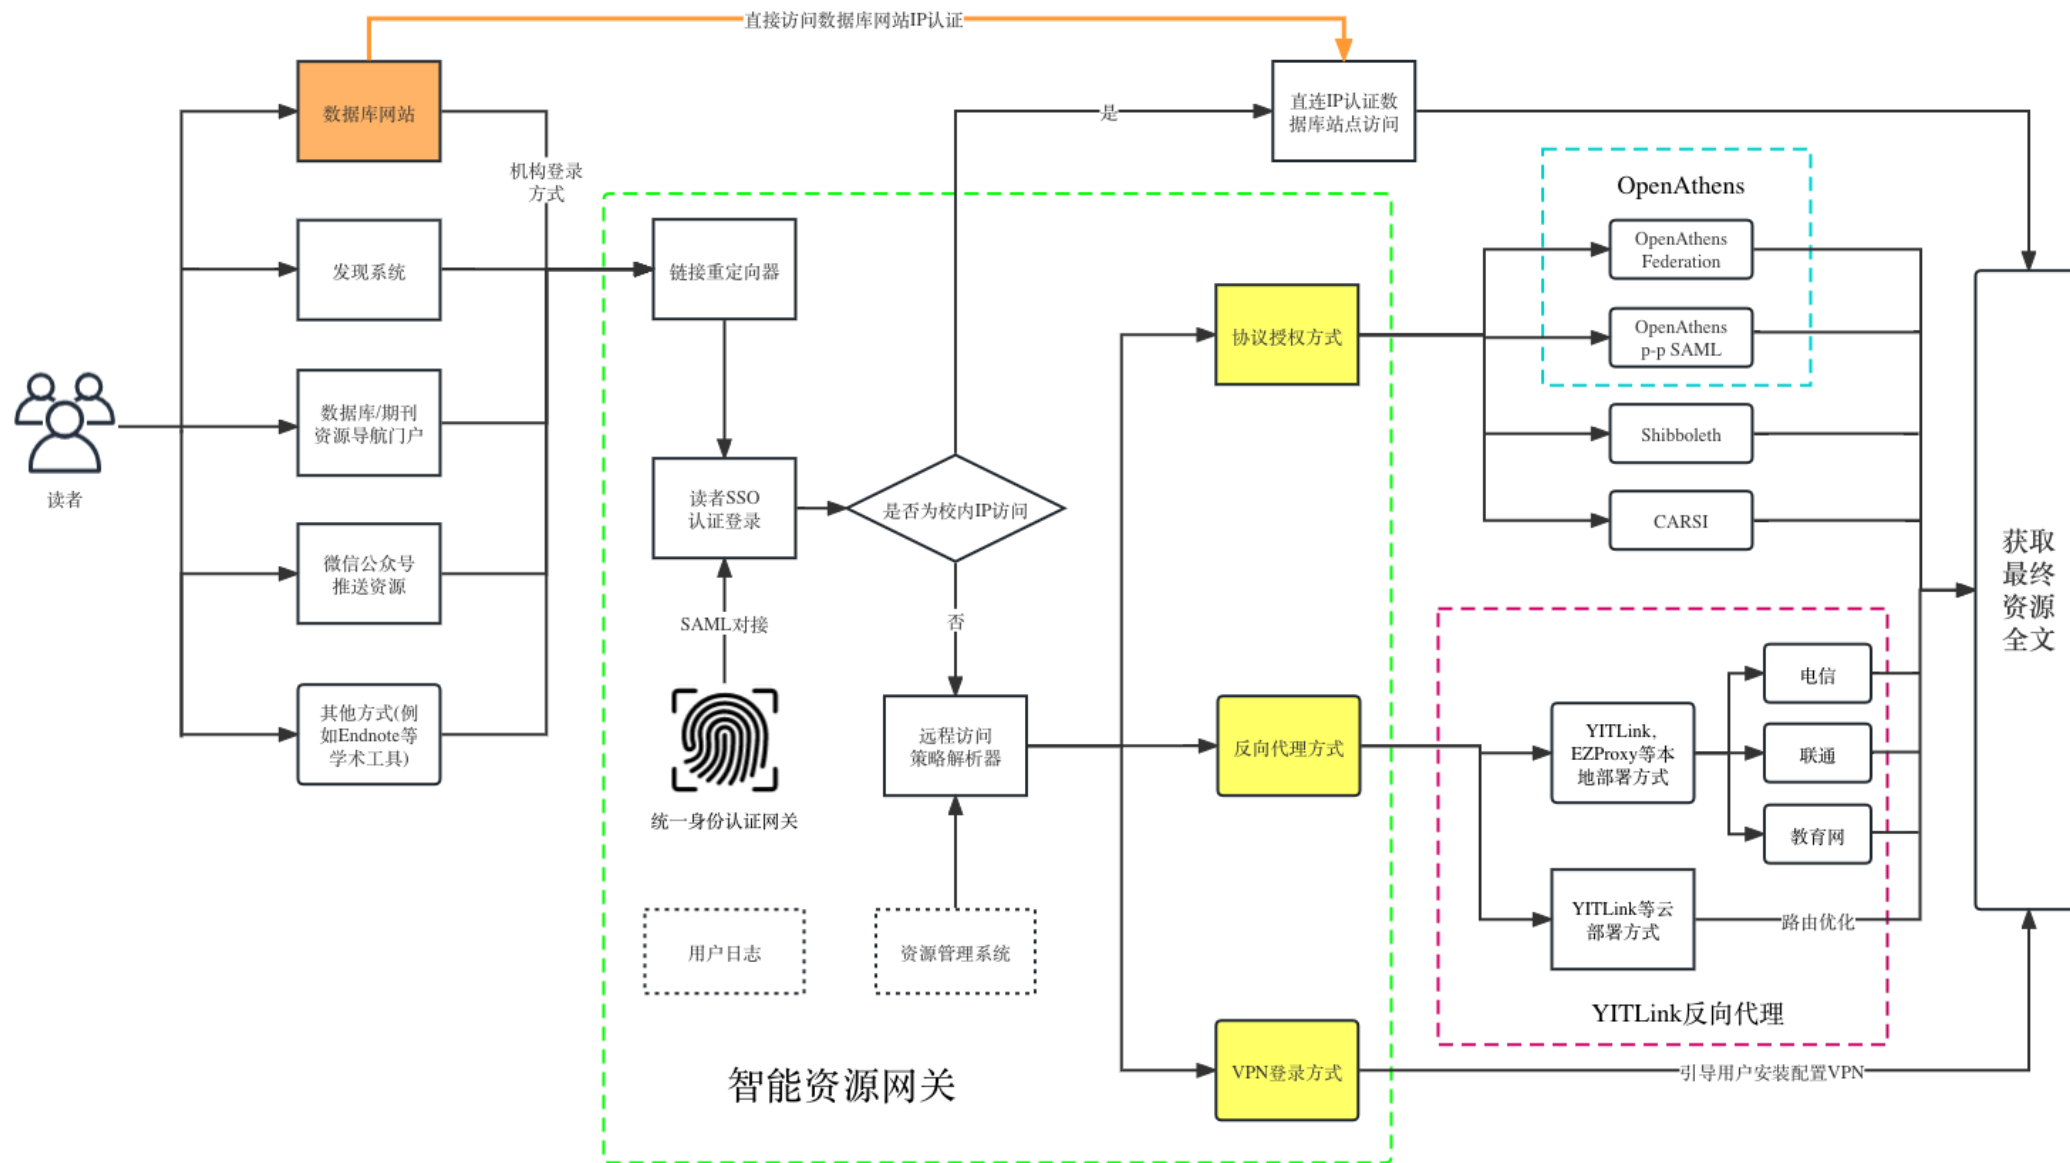 直接访问数据库网站IP认证
数据库网站
机构登录
方式
是
直连IP认证数
据库站点访问
发现系统
链接重定向器
OpenAthens
OpenAthens
Federation
OpenAthens
p-p SAML
协议授权方式
数据库/期刊
资源导航门户
读者
Shibboleth
CARSI
读者SSO
认证登录
是否为校内IP访问
微信公众号
推送资源
SAML对接
否
获取
最终
资源
全文
其他方式(例
如Endnote等
学术工具)
统一身份认证网关
远程访问
策略解析器
反向代理方式
YITLink,
EZProxy等本
地部署方式
电信
联通
教育网
用户日志
资源管理系统
YITLink等云
部署方式
路由优化
YITLink反向代理
智能资源网关
VPN登录方式
引导用户安装配置VPN